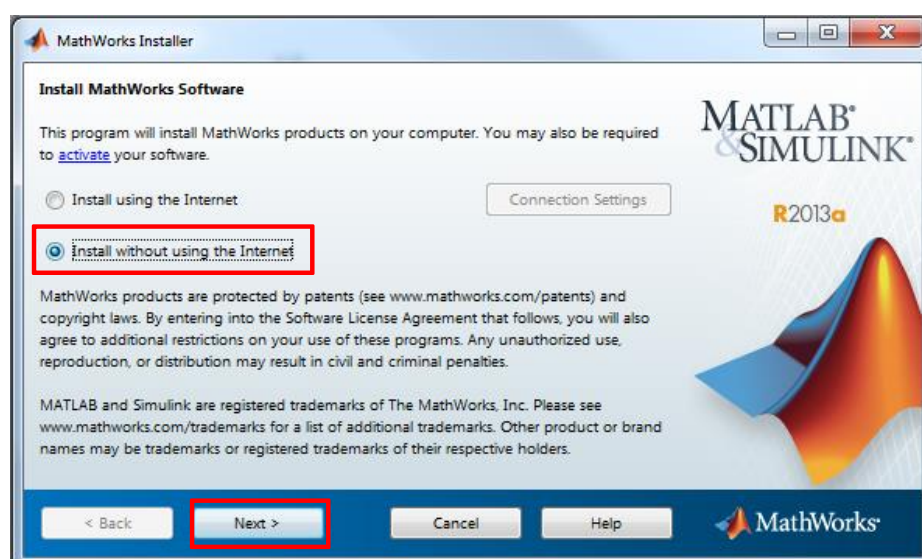 MathWorks Installer
Install MathWorks Software
This program will install MathWorks products on your computer. You may also be required
to activate your software.
Install using the Internet
Connection Settings
Install without using the Internet
MathWorks products are protected by patents (see www.mathworks.com/patents) and
copyright laws. By entering into the Software License Agreement that follows, you will also
agree to additional restrictions on your use of these programs. Any unauthorized use,
reproduction, or distribution may result in civil and criminal penalties.
MATLAB and Simulink are registered trademarks of The MathWorks, Inc. Please see
www.mathworks.com/trademarks for a list of additional trademarks. Other product or brand
names may be trademarks or registered trademarks of their respective holders.
MATLAB®
&SIMULINK®
R2013a
< Back
Next >
Cancel
Help
MathWorks®